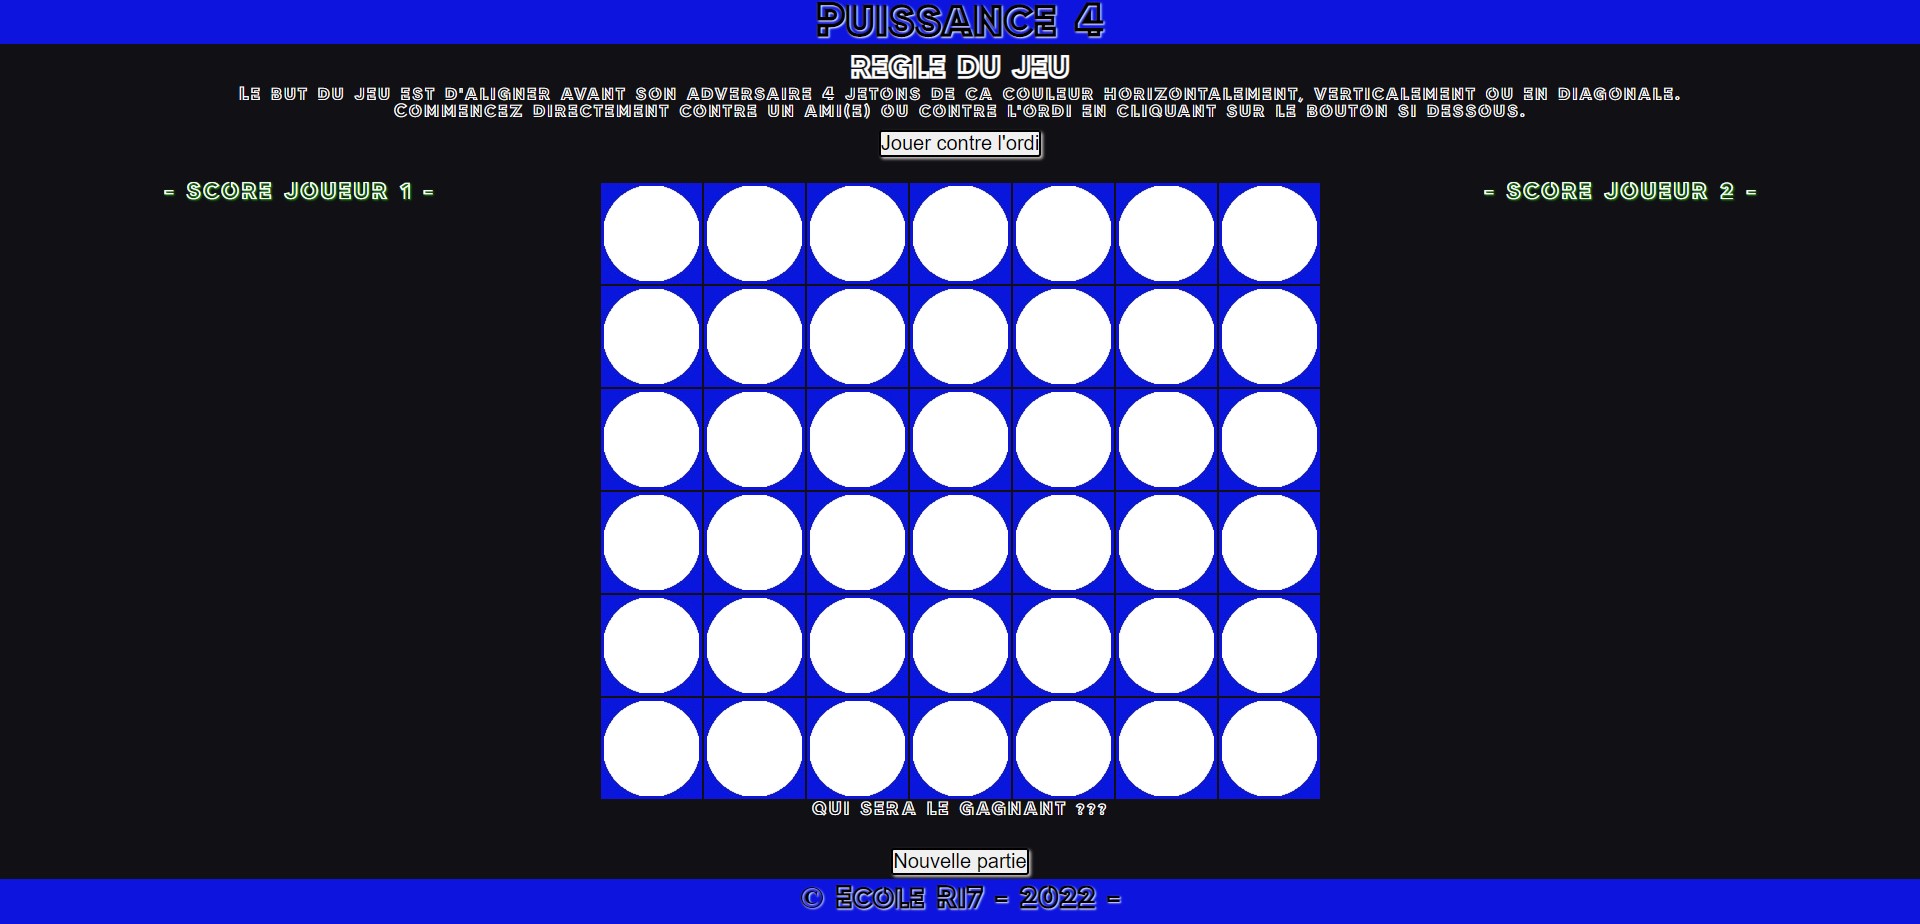 Puissance 4
REGLE DU JEU
Le but du jeu est d'aligner avant son adversaire 4 jetons de ca couleur horizontalement, verticalement ou en diagonale.
Commencez directement contre un ami(e) ou contre l'ordi en cliquant sur le bouton si dessous.
Jouer contre l'ordi
- SCORE JOUEUR 1 -
- SCORE JOUEUR 2 -
QUI SERA LE GAGNANT ???
Nouvelle partie
© ECOLE RI7 - 2022 -